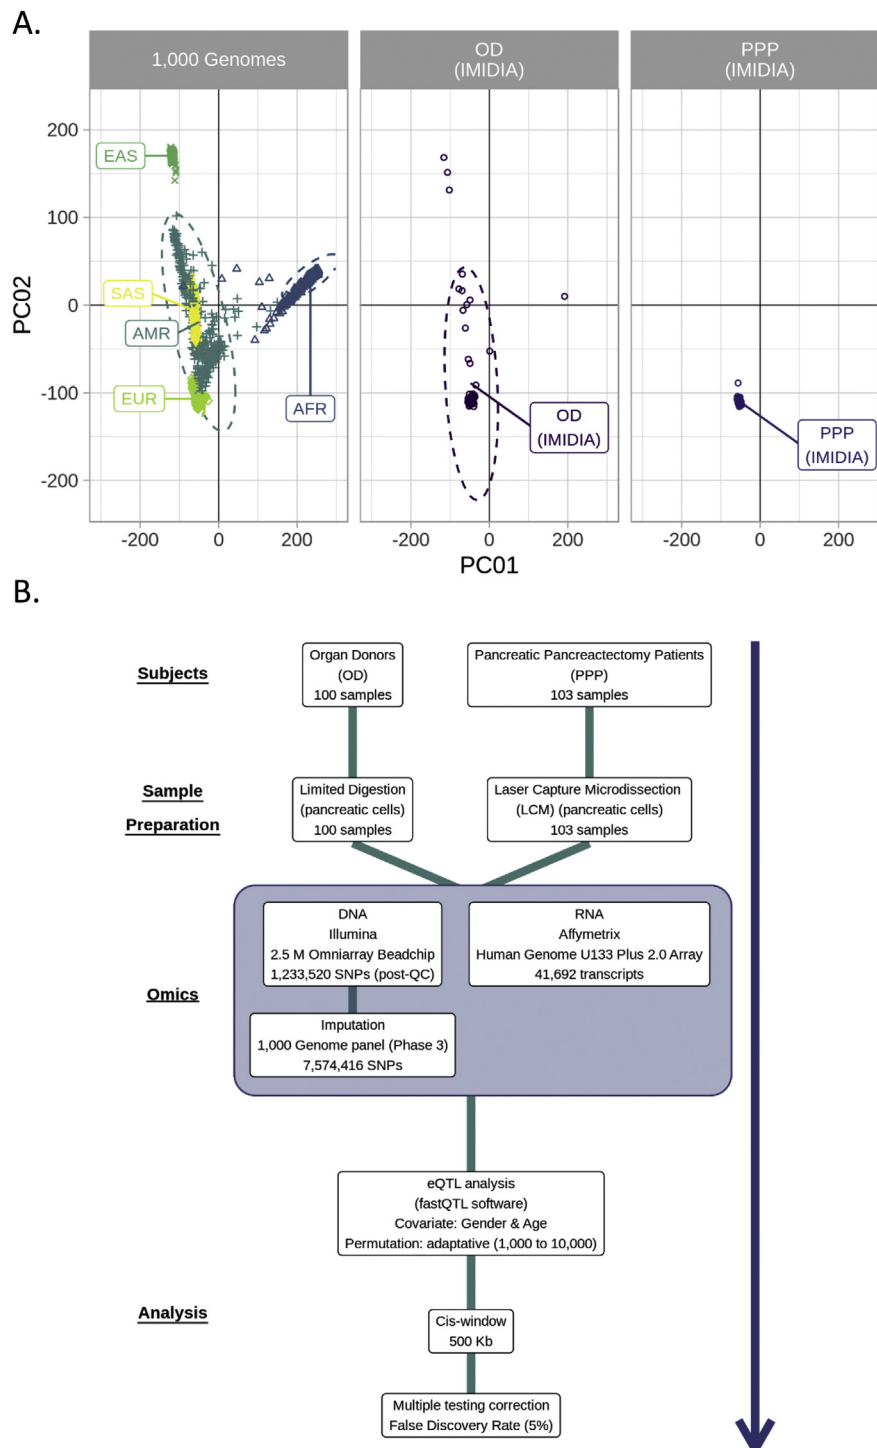 A.
1,000 Genomes
OD
(IMIDIA)
PPP
(IMIDIA)
PC02
200
100
0
-100
-200
EAS
SAS
AMR
EUR
AFR
OD
(IMIDIA)
PPP
(IMIDIA)
-200 0 200
-200 0 200
-200 0 200
PC01
B.
Subjects
Organ Donors
(OD)
100 samples
Pancreatic Pancreactectomy Patients
(PPP)
103 samples
Sample
Preparation
Limited Digestion
(pancreatic cells)
100 samples
Laser Capture Microdissection
(LCM) (pancreatic cells)
103 samples
Omics
DNA
Illumina
2.5 M Omniarray Beadchip
1,233,520 SNPs (post-QC)
RNA
Affymetrix
Human Genome U133 Plus 2.0 Array
41,692 transcripts
Imputation
1,000 Genome panel (Phase 3)
7,574,416 SNPs
Analysis
eQTL analysis
(fastQTL software)
Covariate: Gender & Age
Permutation: adaptative (1,000 to 10,000)
Cis-window
500 Kb
Multiple testing correction
False Discovery Rate (5%)